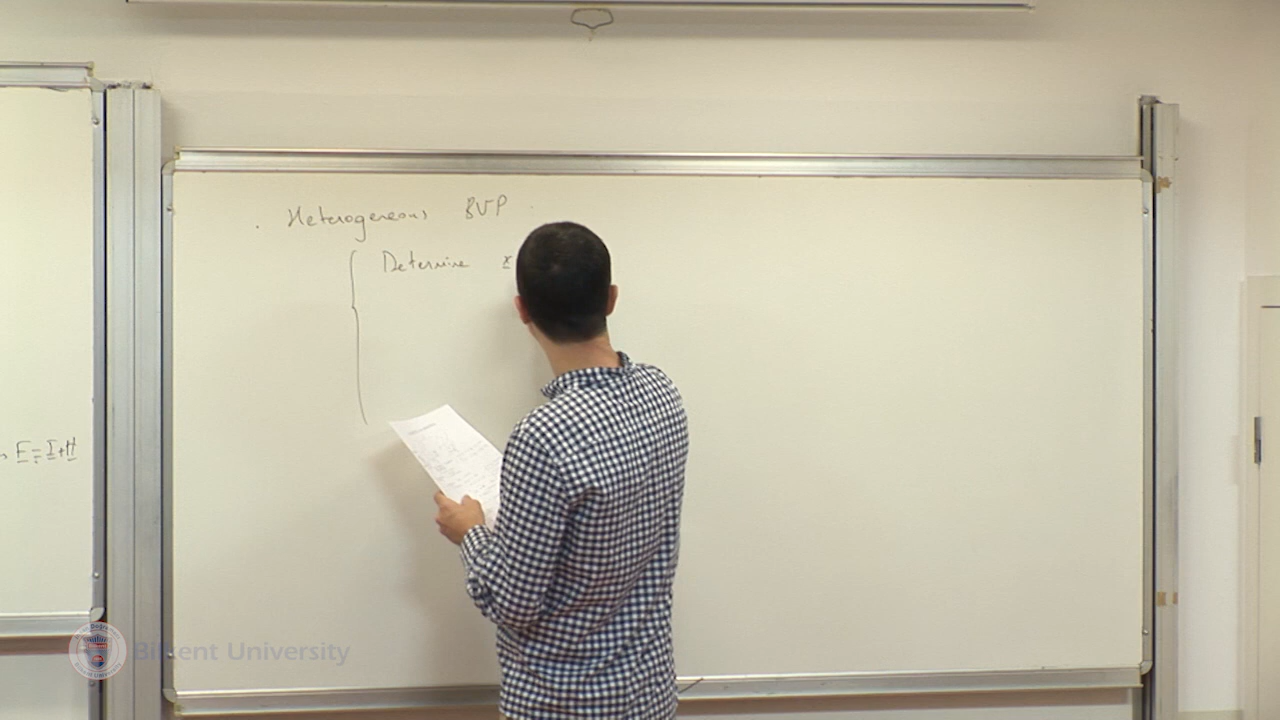 F = I + H
. Heterogeneous BVP .
Determine x
Bilkent University